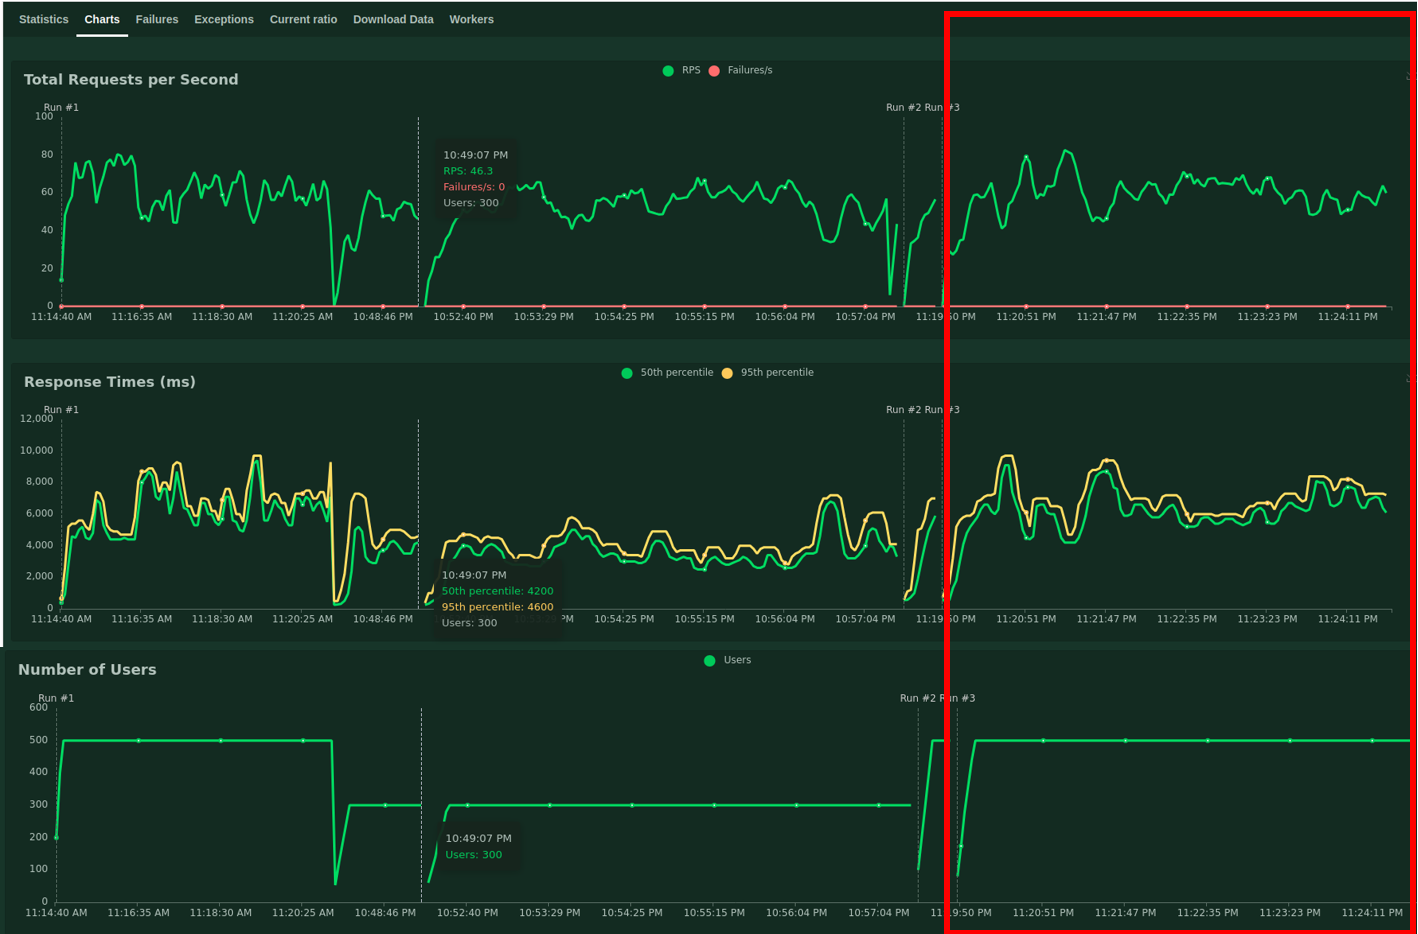 Statistics Charts Failures Exceptions Current ratio Download Data Workers
Total Requests per Second
RPS Failures/s
Run #1 Run #2 Run #3
100
80
60
40
20
0
10:49:07 PM
RPS: 46.3
Failures/s: 0
Users: 300
11:14:40 AM 11:16:35 AM 11:18:30 AM 11:20:25 AM 10:48:46 PM 10:52:40 PM 10:53:29 PM 10:54:25 PM 10:55:15 PM 10:56:04 PM 10:57:04 PM 11:19:50 PM 11:20:51 PM 11:21:47 PM 11:22:35 PM 11:23:23 PM 11:24:11 PM
Response Times (ms)
50th percentile 95th percentile
Run #1 Run #2 Run #3
12,000
10,000
8,000
6,000
4,000
2,000
0
10:49:07 PM
50th percentile: 4200
95th percentile: 4600
Users: 300
11:14:40 AM 11:16:35 AM 11:18:30 AM 11:20:25 AM 10:48:46 PM 10:53:29 PM 10:54:25 PM 10:55:15 PM 10:56:04 PM 10:57:04 PM 11:19:50 PM 11:20:51 PM 11:21:47 PM 11:22:35 PM 11:23:23 PM 11:24:11 PM
Number of Users
Users
Run #1 Run #2 Run #3
600
500
400
300
200
100
0
10:49:07 PM
Users: 300
11:14:40 AM 11:16:35 AM 11:18:30 AM 11:20:25 AM 10:48:46 PM 10:52:40 PM 10:53:29 PM 10:54:25 PM 10:55:15 PM 10:56:04 PM 10:57:04 PM 11:19:50 PM 11:20:51 PM 11:21:47 PM 11:22:35 PM 11:23:23 PM 11:24:11 PM